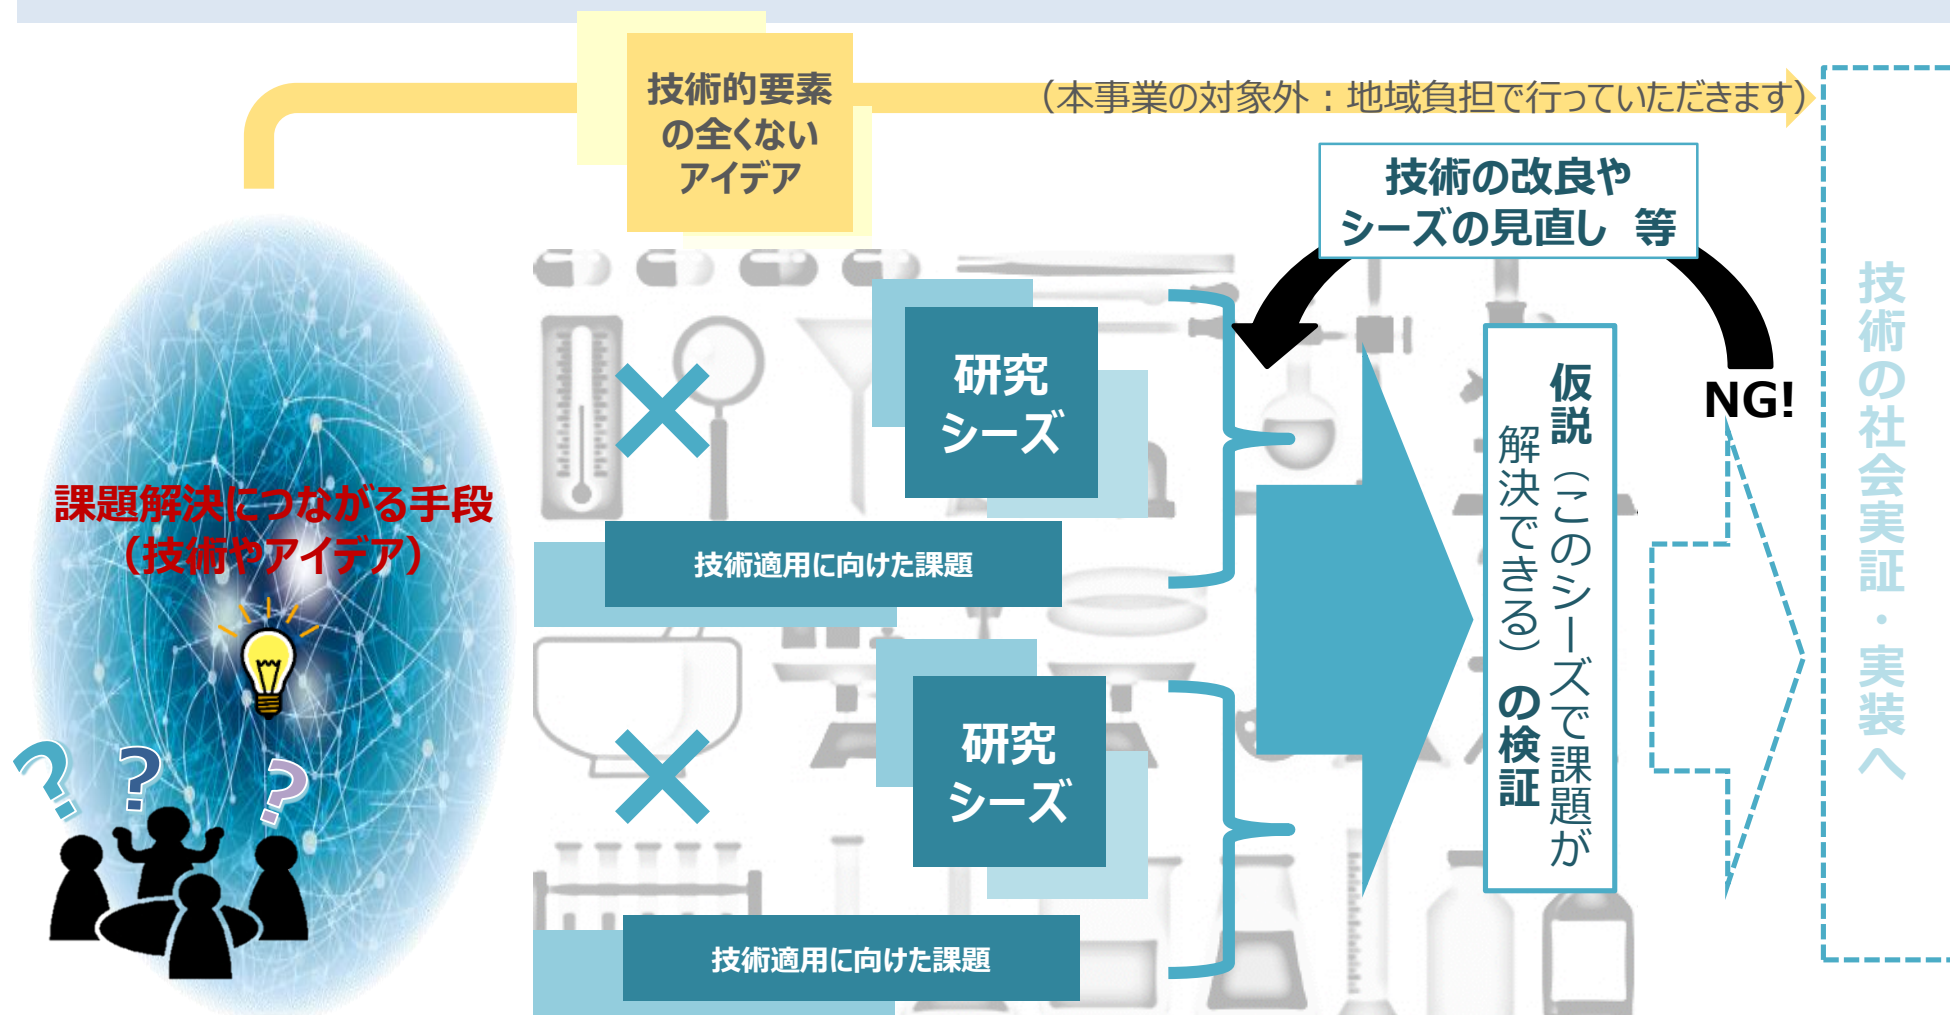 技術的要素
の全くない
アイデア
（本事業の対象外：地域負担で行っていただきます）
技術の改良や
シーズの見直し 等
NG!
課題解決につながる手段
（技術やアイデア）
?
?
?
×
研究
シーズ
技術適用に向けた課題
×
研究
シーズ
技術適用に向けた課題
仮説（このシーズで課題が
解決できる）の検証
技術の社会実証・実装へ